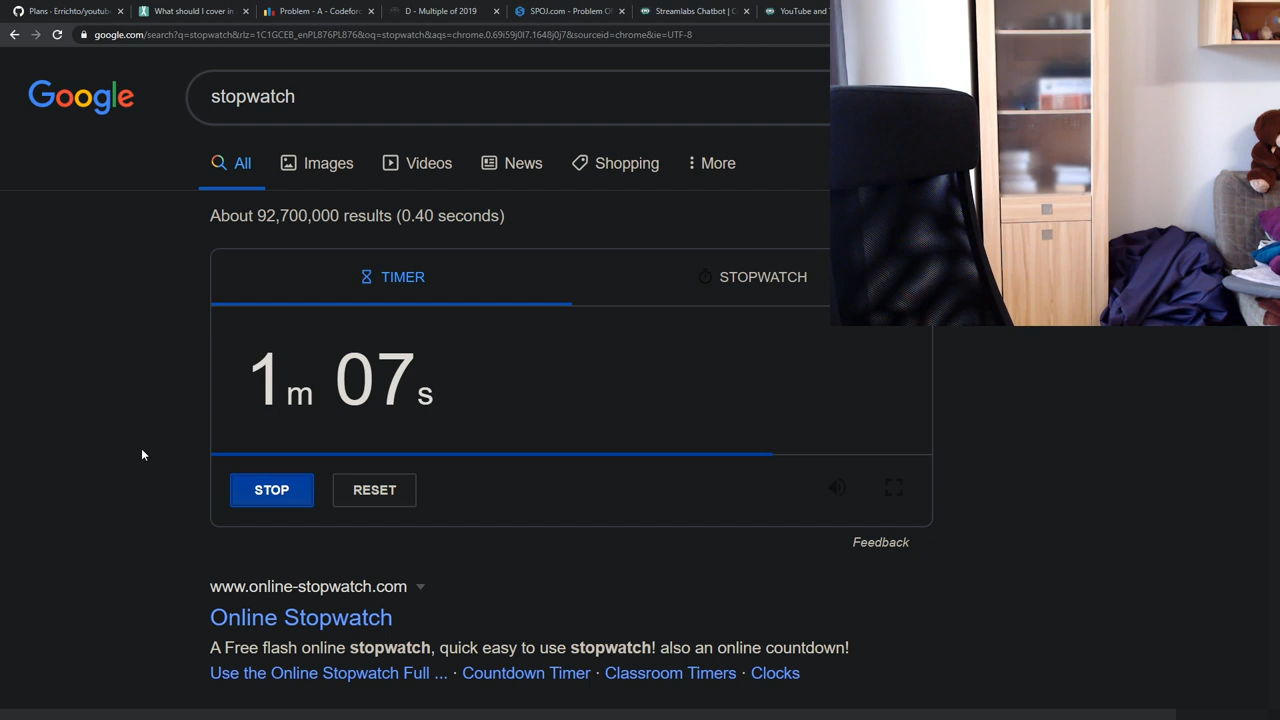 Plans · Errichto/youtub
What should I cover in
Problem - A - Codeforc
D - Multiple of 2019
SPOJ.com - Problem O
Streamlabs Chatbot | C
YouTube and
google.com/search?q=stopwatch&rlz=1C1GCEB_enPL876PL876&oq=stopwatch&aqs=chrome.0.69i59j0l7.1648j0j7&sourceid=chrome&ie=UTF-8
Google
stopwatch
All
Images
Videos
News
Shopping
More
About 92,700,000 results (0.40 seconds)
TIMER
STOPWATCH
1m 07s
STOP
RESET
Feedback
www.online-stopwatch.com
Online Stopwatch
A Free flash online stopwatch, quick easy to use stopwatch! also an online countdown!
Use the Online Stopwatch Full ... · Countdown Timer · Classroom Timers · Clocks